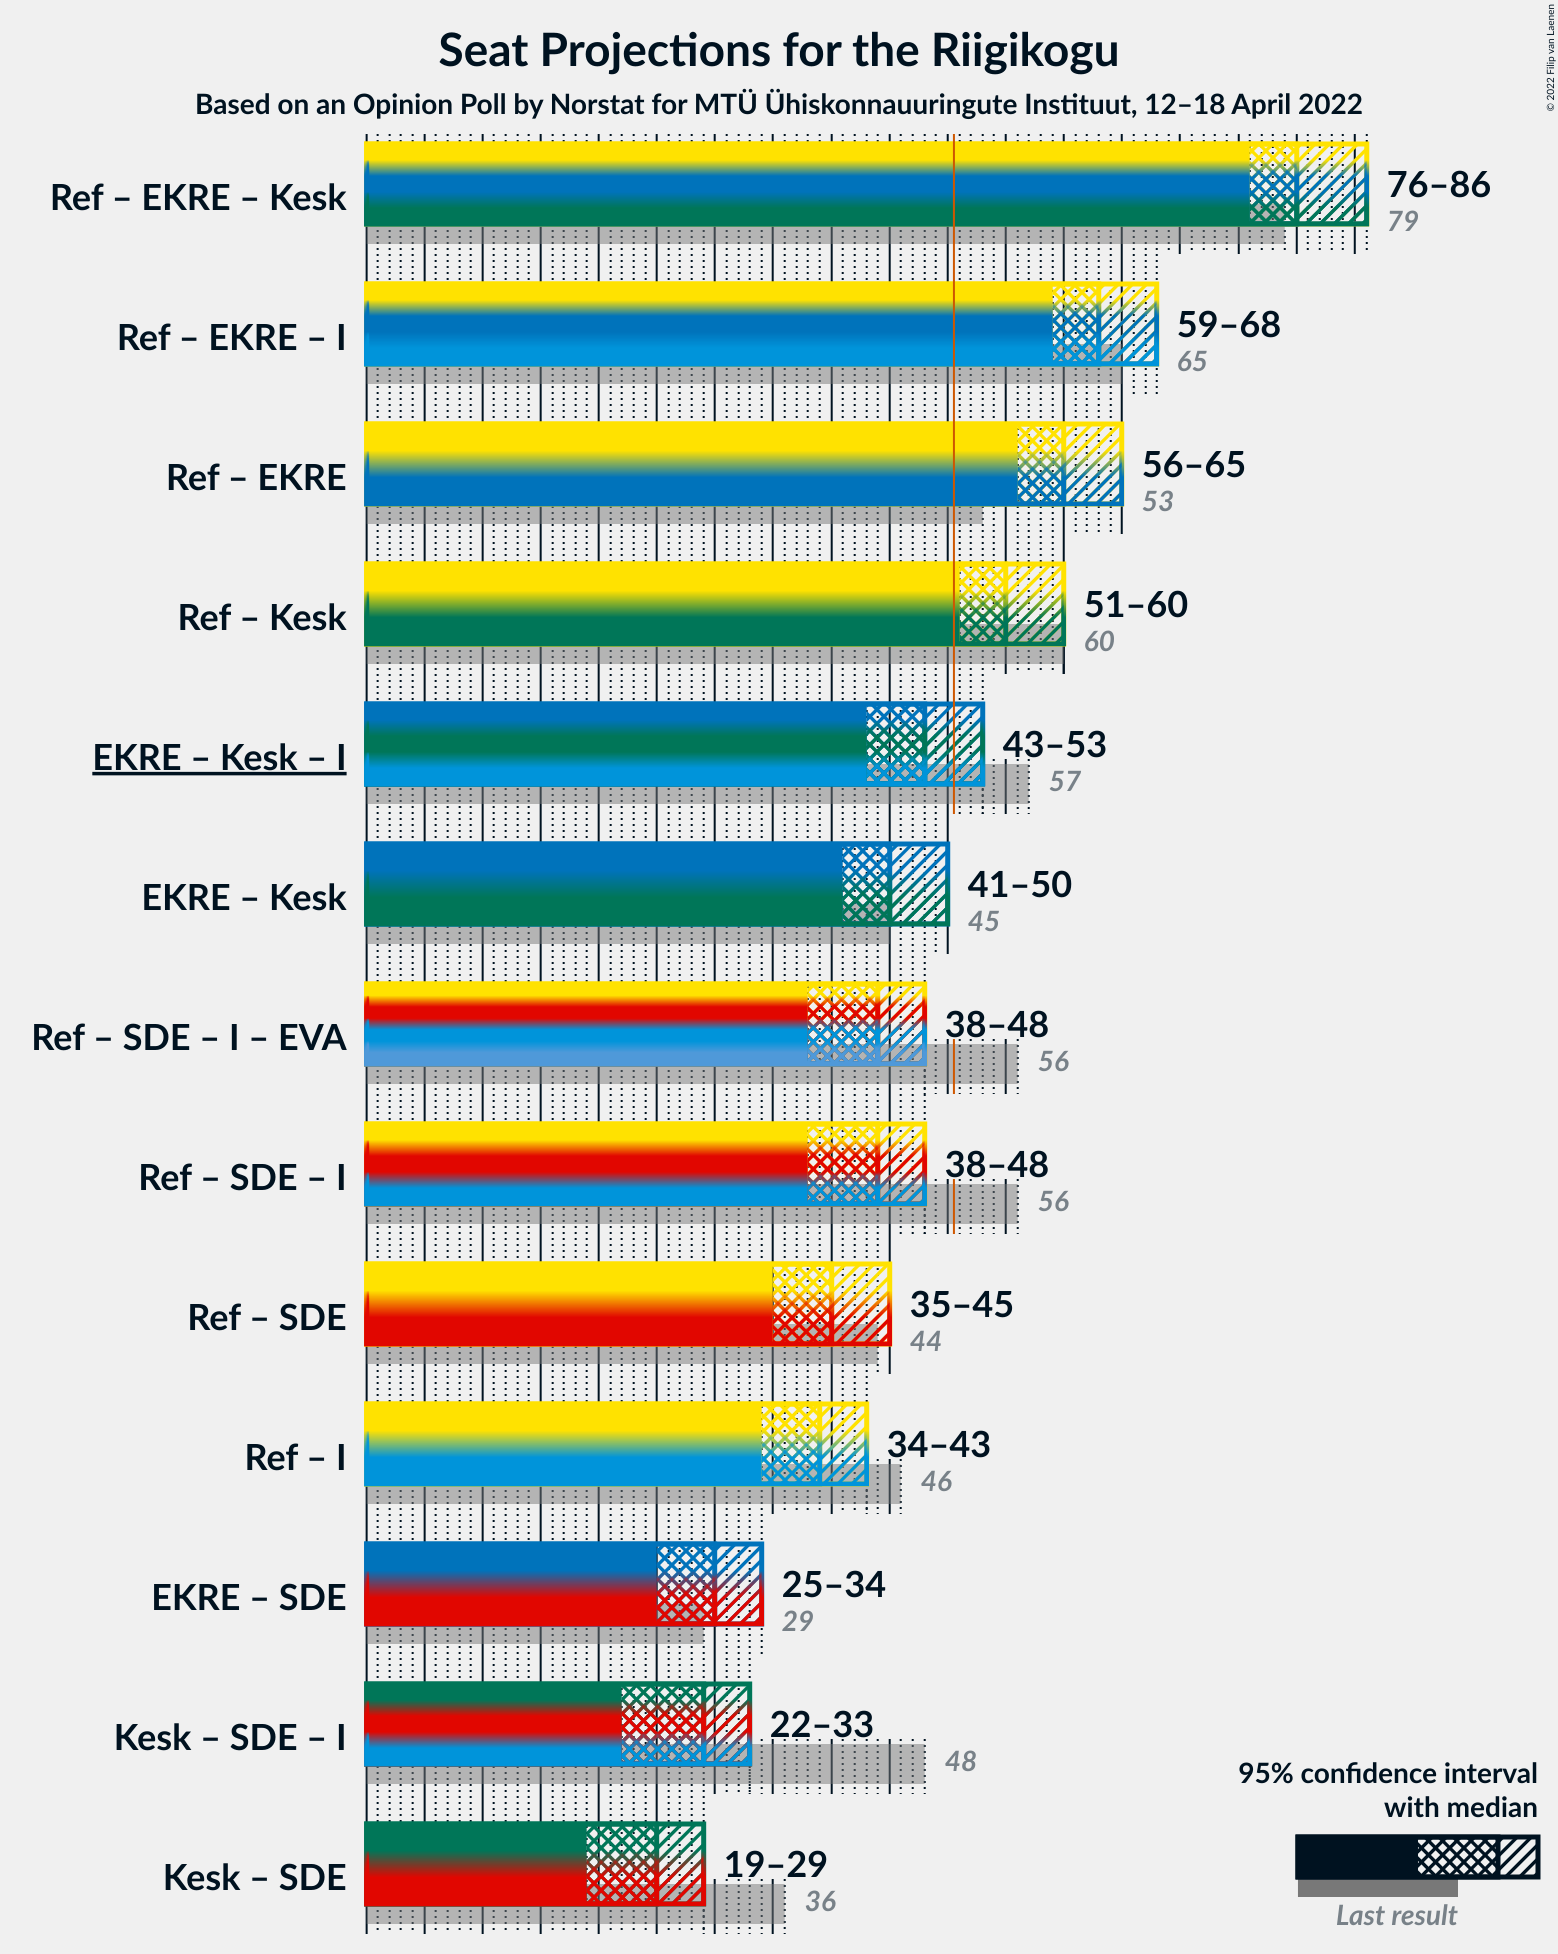 Seat Projections for the Riigikogu
Based on an Opinion Poll by Norstat for MTÜ Ühiskonnauuringute Instituut, 12–18 April 2022
© 2022 Filip van Laenen
Ref – EKRE – Kesk
76–86
79
Ref – EKRE – I
59–68
65
Ref – EKRE
56–65
53
Ref – Kesk
51–60
60
EKRE – Kesk – I
43–53
57
EKRE – Kesk
41–50
45
Ref – SDE – I – EVA
38–48
56
Ref – SDE – I
38–48
56
Ref – SDE
35–45
44
Ref – I
34–43
46
EKRE – SDE
25–34
29
Kesk – SDE – I
22–33
48
Kesk – SDE
19–29
36
95% confidence interval
with median
Last result